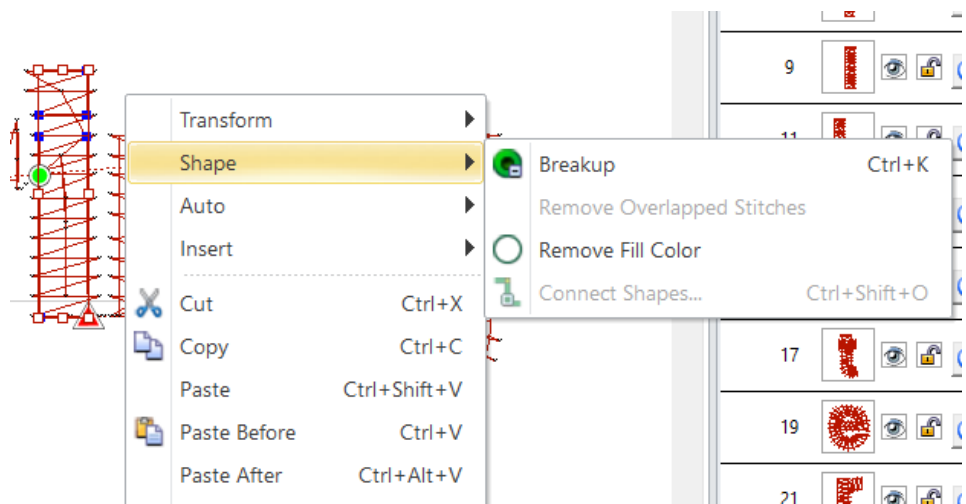 Transform
Shape
Auto
Insert
Cut Ctrl+X
Copy Ctrl+C
Paste Ctrl+Shift+V
Paste Before Ctrl+V
Paste After Ctrl+Alt+V
Breakup Ctrl+K
Remove Overlapped Stitches
Remove Fill Color
Connect Shapes... Ctrl+Shift+O
9
11
17
19
21